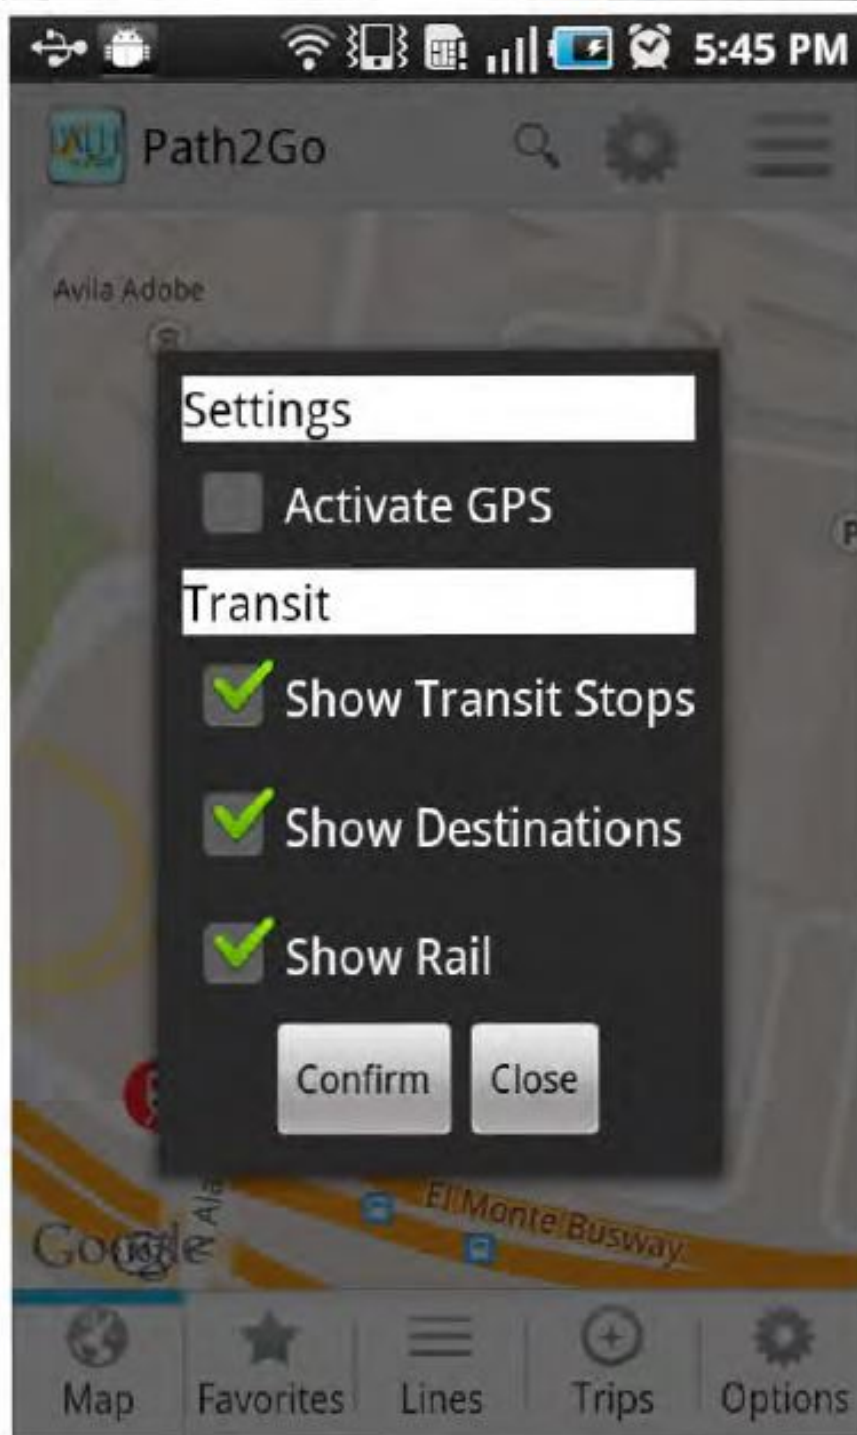 5:45 PM
Path2Go
Avila Adobe
Settings
Activate GPS
P
Transit
Show Transit Stops
Show Destinations
Show Rail
Confirm
Close
N Ala
El Monte Busway
Google
Map
Favorites
Lines
Trips
Options